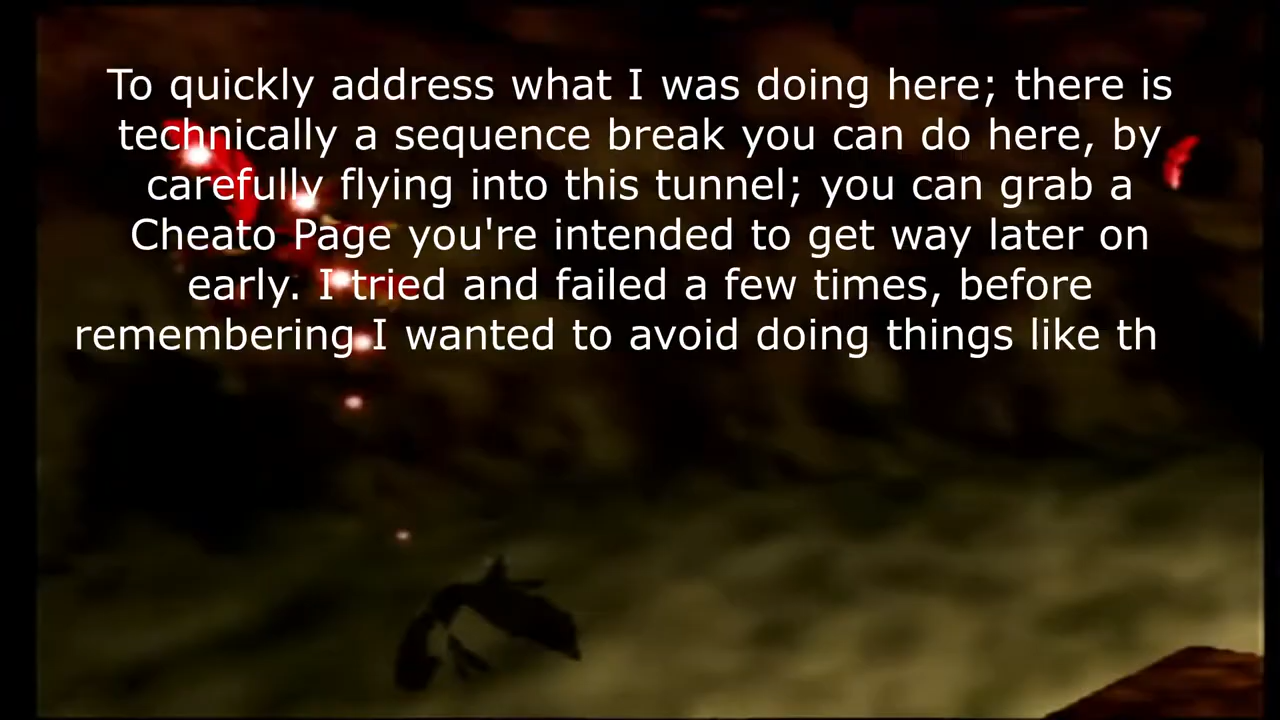 To quickly address what I was doing here; there is
technically a sequence break you can do here, by
carefully flying into this tunnel; you can grab a
Cheato Page you're intended to get way later on
early. I tried and failed a few times, before
remembering I wanted to avoid doing things like th